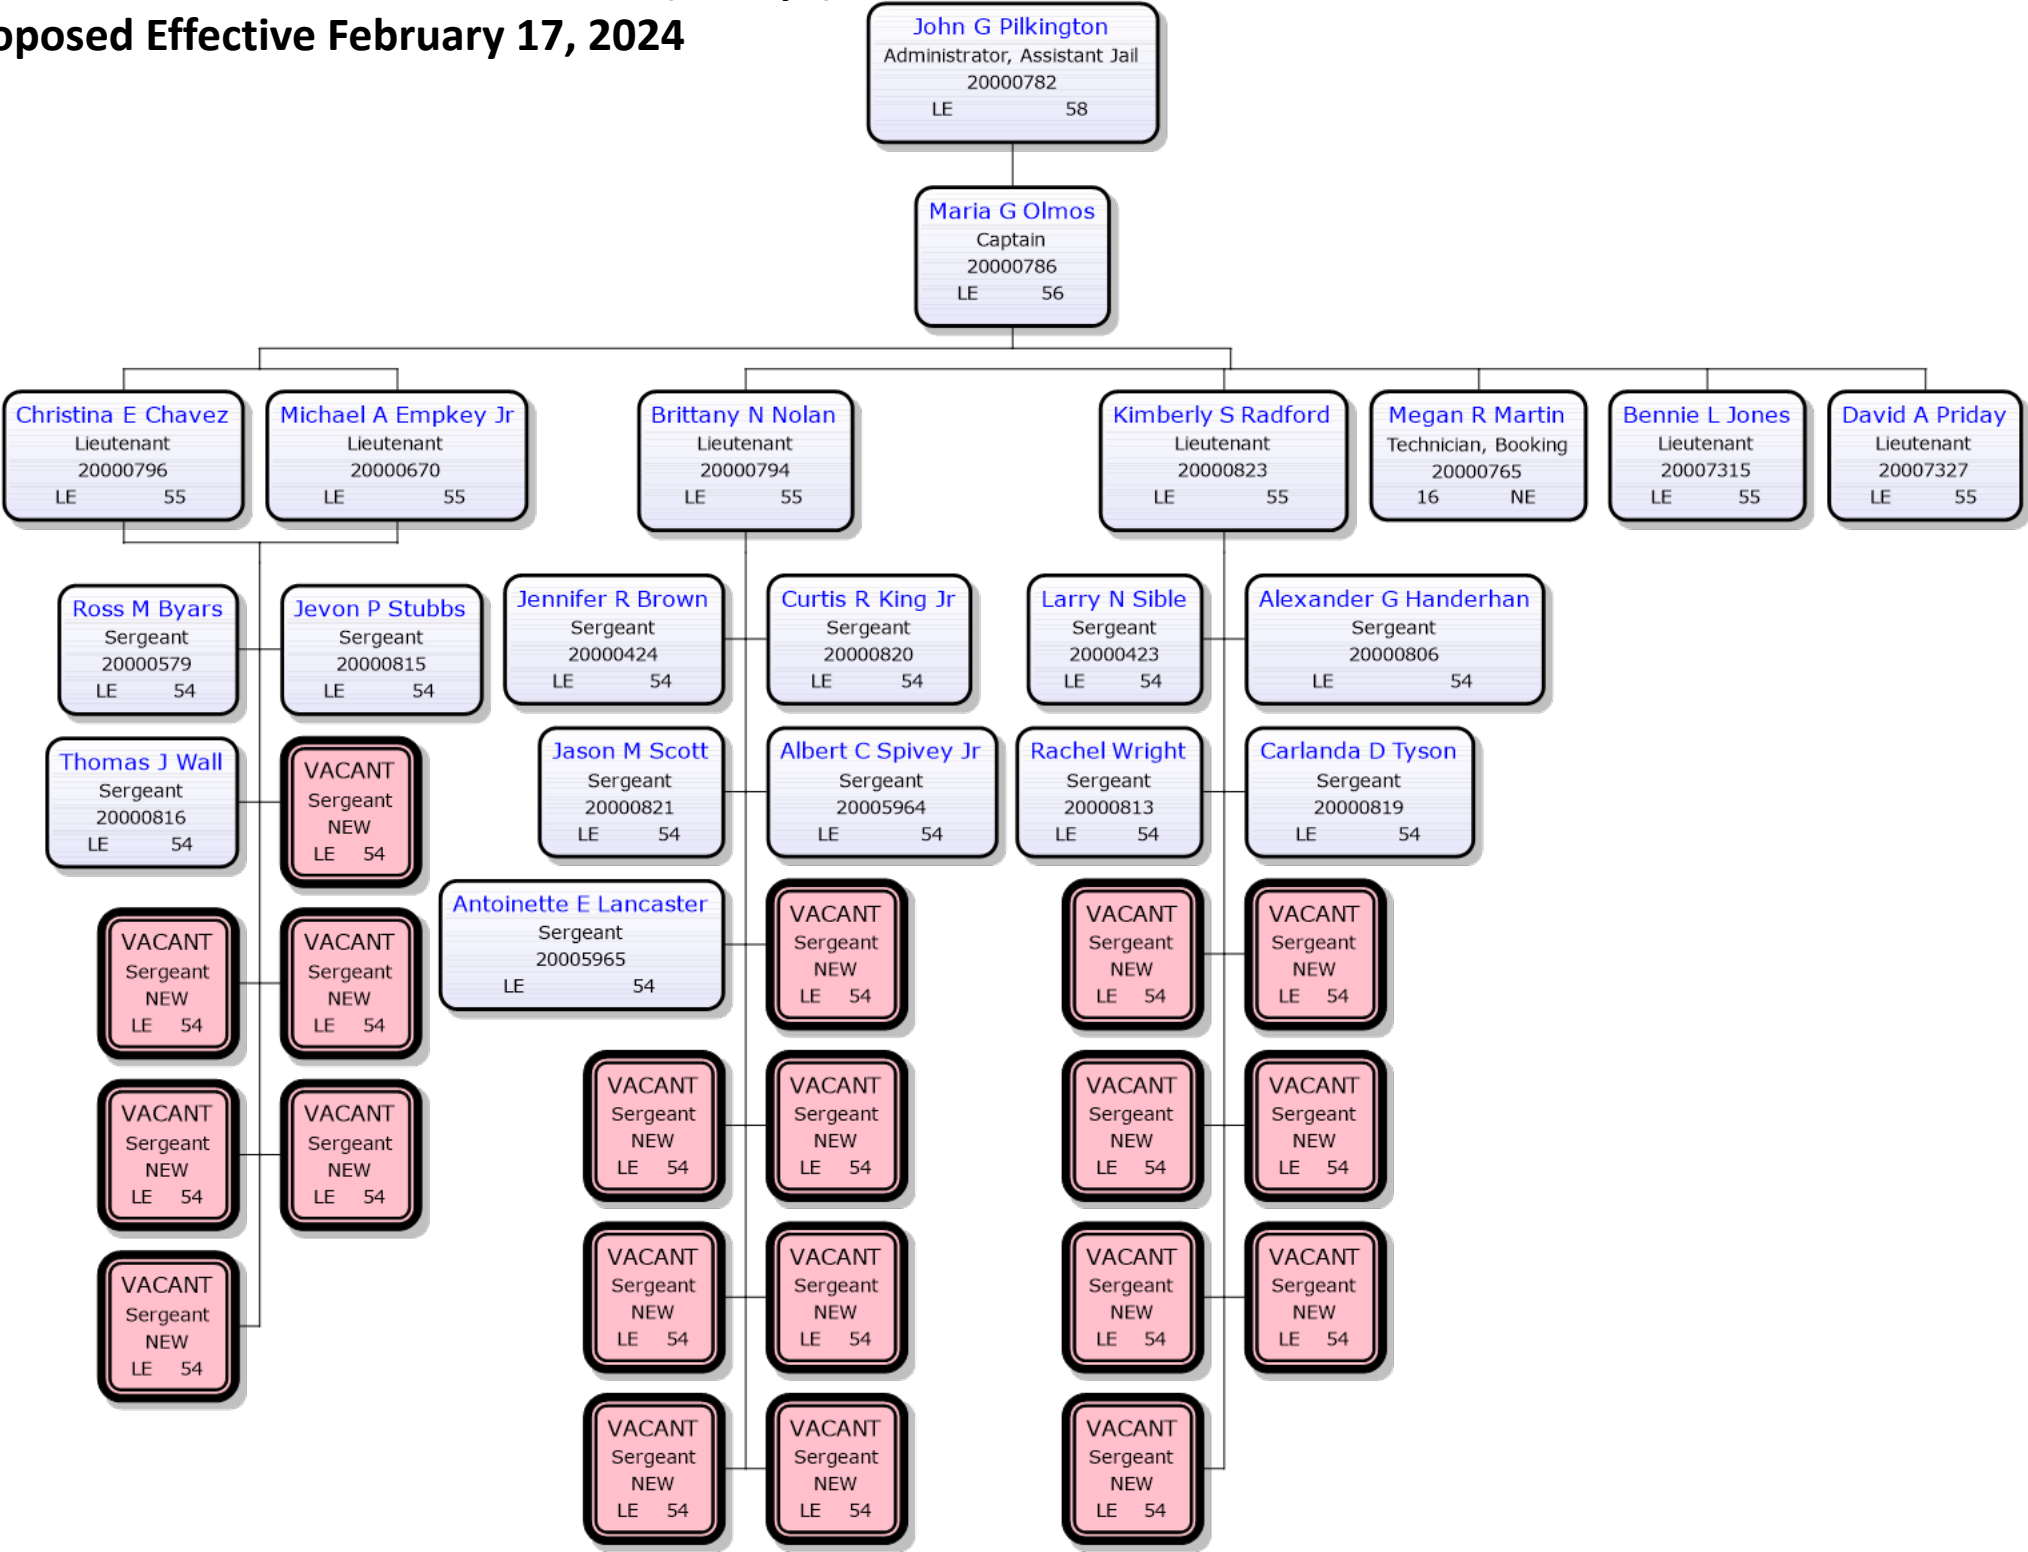 oposed Effective February 17, 2024
John G Pilkington
Administrator, Assistant Jail
20000782
LE 58
Maria G Olmos
Captain
20000786
LE 56
Christina E Chavez
Lieutenant
20000796
LE 55
Michael A Empkey Jr
Lieutenant
20000670
LE 55
Brittany N Nolan
Lieutenant
20000794
LE 55
Kimberly S Radford
Lieutenant
20000823
LE 55
Megan R Martin
Technician, Booking
20000765
16 NE
Bennie L Jones
Lieutenant
20007315
LE 55
David A Priday
Lieutenant
20007327
LE 55
Ross M Byars
Sergeant
20000579
LE 54
Jevon P Stubbs
Sergeant
20000815
LE 54
Thomas J Wall
Sergeant
20000816
LE 54
VACANT
Sergeant
NEW
LE 54
VACANT
Sergeant
NEW
LE 54
VACANT
Sergeant
NEW
LE 54
VACANT
Sergeant
NEW
LE 54
VACANT
Sergeant
NEW
LE 54
VACANT
Sergeant
NEW
LE 54
Jennifer R Brown
Sergeant
20000424
LE 54
Curtis R King Jr
Sergeant
20000820
LE 54
Jason M Scott
Sergeant
20000821
LE 54
Albert C Spivey Jr
Sergeant
20005964
LE 54
Antoinette E Lancaster
Sergeant
20005965
LE 54
VACANT
Sergeant
NEW
LE 54
VACANT
Sergeant
NEW
LE 54
VACANT
Sergeant
NEW
LE 54
VACANT
Sergeant
NEW
LE 54
VACANT
Sergeant
NEW
LE 54
VACANT
Sergeant
NEW
LE 54
VACANT
Sergeant
NEW
LE 54
Larry N Sible
Sergeant
20000423
LE 54
Alexander G Handerhan
Sergeant
20000806
LE 54
Rachel Wright
Sergeant
20000813
LE 54
Carlanda D Tyson
Sergeant
20000819
LE 54
VACANT
Sergeant
NEW
LE 54
VACANT
Sergeant
NEW
LE 54
VACANT
Sergeant
NEW
LE 54
VACANT
Sergeant
NEW
LE 54
VACANT
Sergeant
NEW
LE 54
VACANT
Sergeant
NEW
LE 54
VACANT
Sergeant
NEW
LE 54